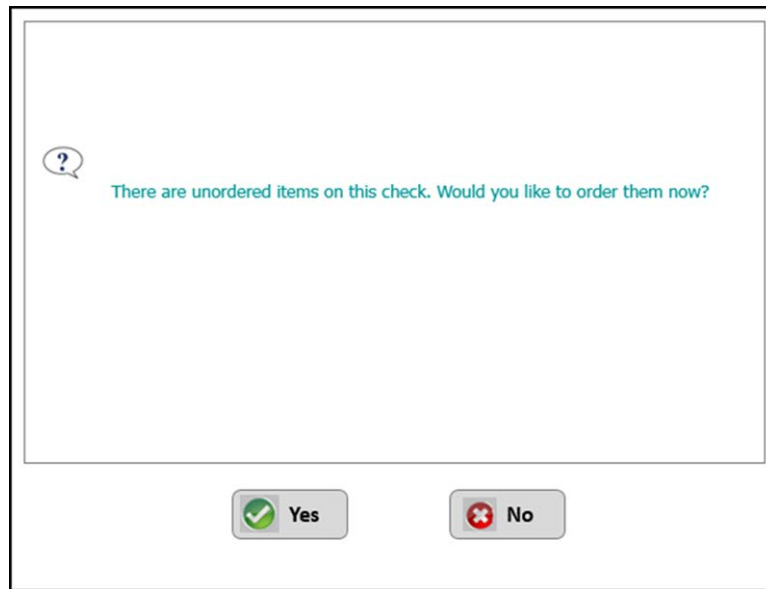 ?
There are unordered items on this check. Would you like to order them now?
Yes
No